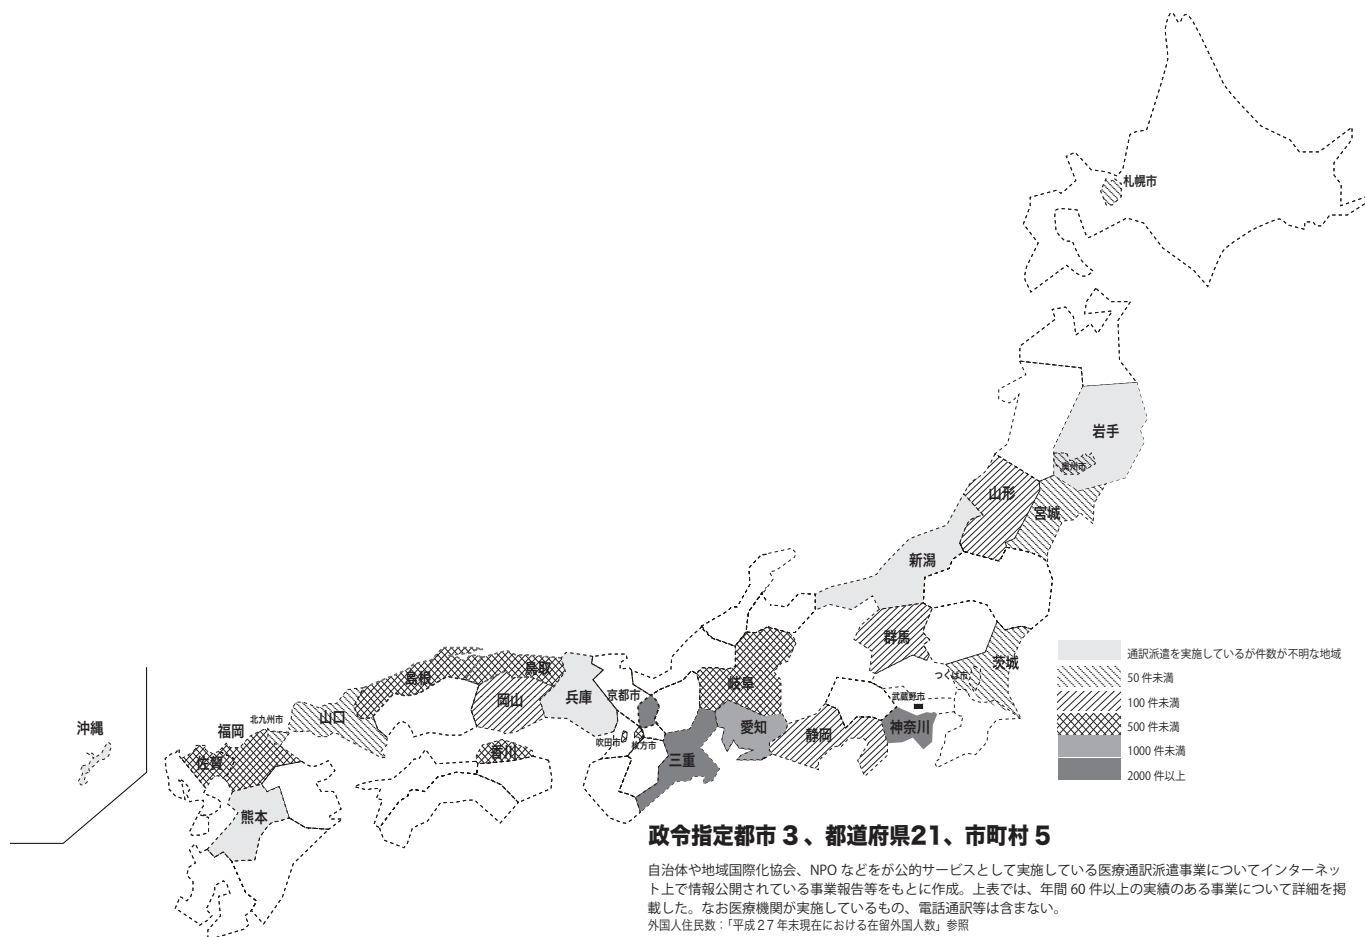 札幌市
岩手
奥州市
山形
宮城
新潟
群馬
茨城
つくば市
武蔵野市
神奈川
静岡
岐阜
愛知
三重
京都市
吹田市
枚方市
兵庫
鳥取
岡山
島根
香川
山口
北九州市
福岡
佐賀
熊本
沖縄
通訳派遣を実施しているが件数が不明な地域
50 件未満
100 件未満
500 件未満
1000 件未満
2000 件以上
政令指定都市 3 、都道府県21、市町村 5
自治体や地域国際化協会、NPO などをが公的サービスとして実施している医療通訳派遣事業についてインターネッ
ト上で情報公開されている事業報告等をもとに作成。上表では、年間 60 件以上の実績のある事業について詳細を掲
載した。なお医療機関が実施しているもの、電話通訳等は含まない。
外国人住民数：「平成２７年末現在における在留外国人数」参照